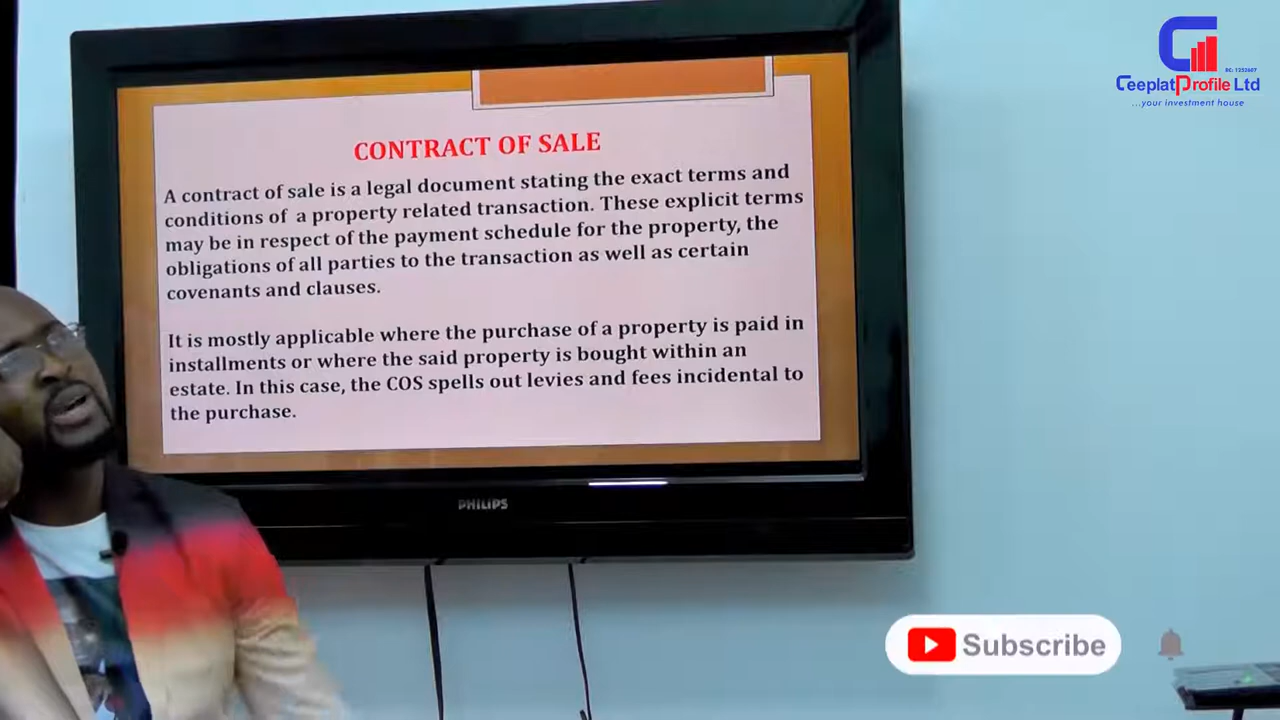 RC: 1232607
CeeplatProfile Ltd
...your investment house
CONTRACT OF SALE
A contract of sale is a legal document stating the exact terms and
conditions of a property related transaction. These explicit terms
may be in respect of the payment schedule for the property, the
obligations of all parties to the transaction as well as certain
covenants and clauses.
It is mostly applicable where the purchase of a property is paid in
installments or where the said property is bought within an
estate. In this case, the COS spells out levies and fees incidental to
the purchase.
PHILIPS
Subscribe